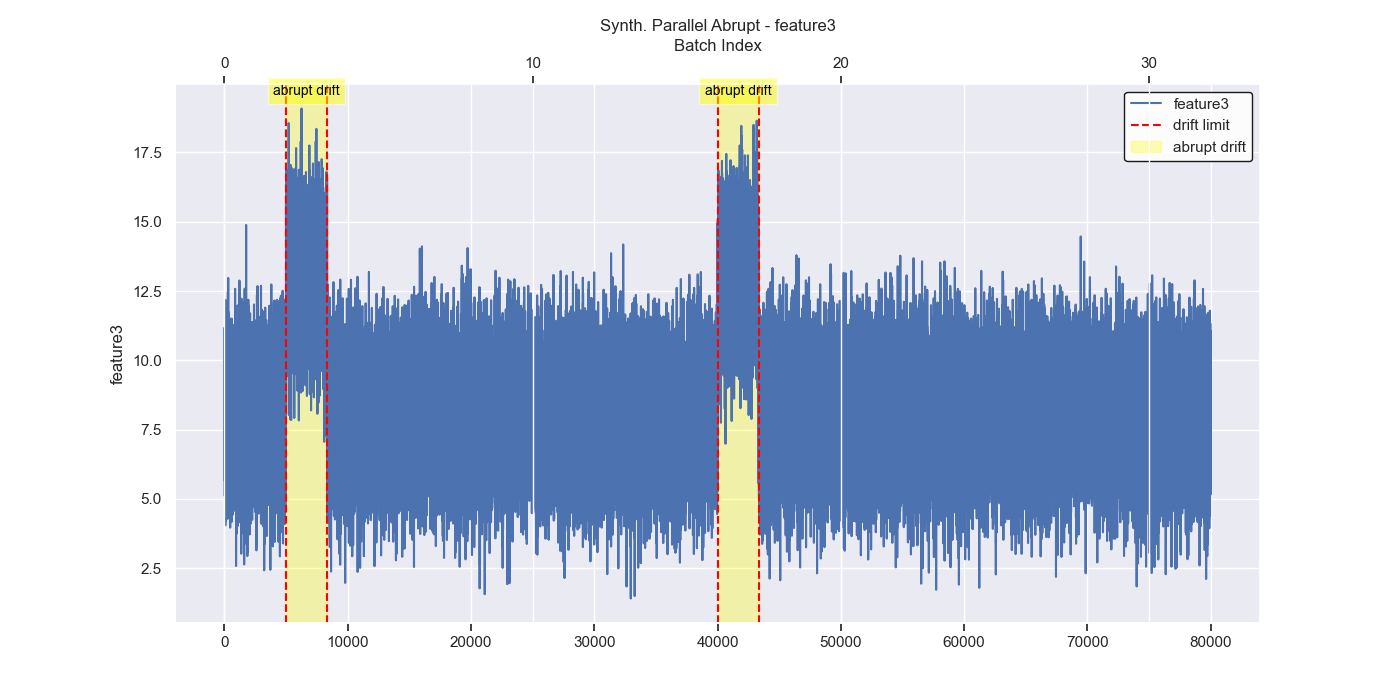 Synth. Parallel Abrupt - feature3
Batch Index
0 10 20 30
abrupt drift abrupt drift
feature3
drift limit
abrupt drift
17.5
15.0
12.5
10.0
7.5
5.0
2.5
feature3
0 10000 20000 30000 40000 50000 60000 70000 80000